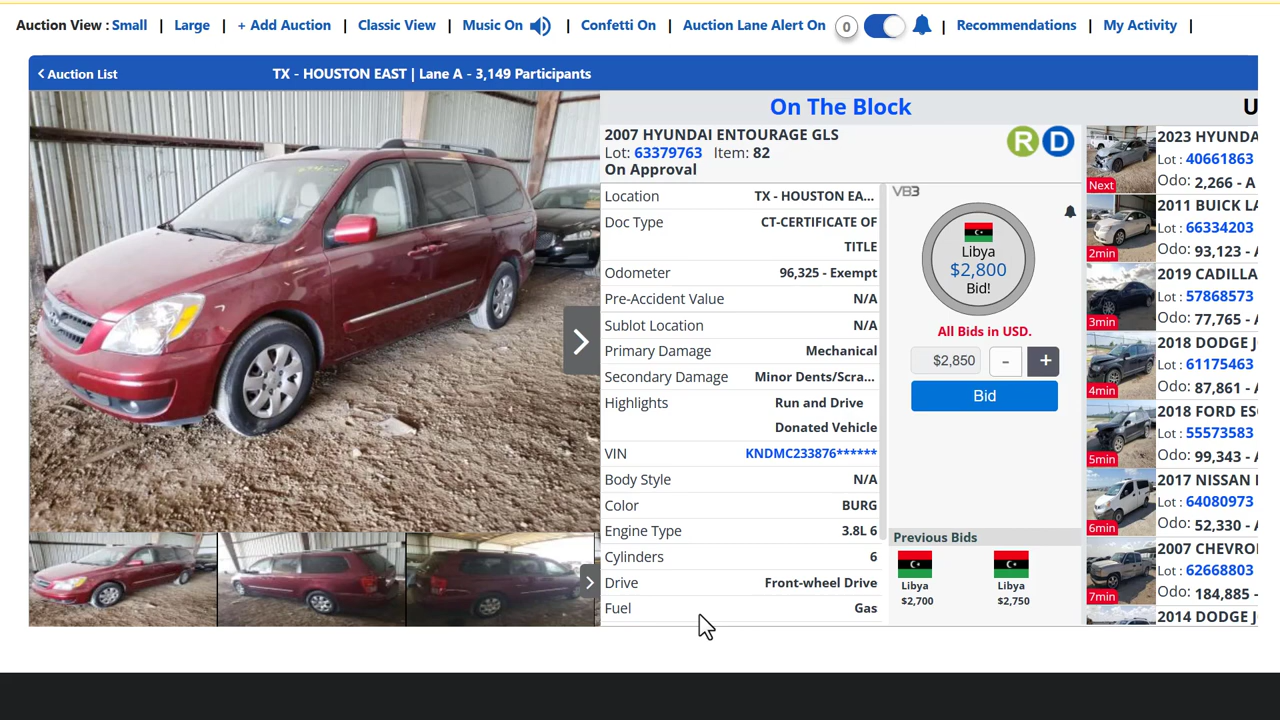 Auction View : Small | Large | + Add Auction | Classic View | Music On | Confetti On | Auction Lane Alert On 0 | Recommendations | My Activity |
Auction List
TX - HOUSTON EAST | Lane A - 3,149 Participants
On The Block
U
2007 HYUNDAI ENTOURAGE GLS
Lot: 63379763 Item: 82
On Approval
R D
Location TX - HOUSTON EA...
Doc Type CT-CERTIFICATE OF
TITLE
Odometer 96,325 - Exempt
Pre-Accident Value N/A
Sublot Location N/A
Primary Damage Mechanical
Secondary Damage Minor Dents/Scra...
Highlights Run and Drive
Donated Vehicle
VIN KNDMC233876******
Body Style N/A
Color BURG
Engine Type 3.8L 6
Cylinders 6
Drive Front-wheel Drive
Fuel Gas
VB3
Libya
$2,800
Bid!
All Bids in USD.
$2,850 - +
Bid
Previous Bids
Libya
$2,700
Libya
$2,750
Next
2023 HYUNDA
Lot : 40661863
Odo: 2,266 - A
2min
2011 BUICK LA
Lot : 66334203
Odo: 93,123 - A
3min
2019 CADILLA
Lot : 57868573
Odo: 77,765 - A
4min
2018 DODGE J
Lot : 61175463
Odo: 87,861 - A
5min
2018 FORD ES
Lot : 55573583
Odo: 99,343 - A
6min
2017 NISSAN
Lot : 64080973
Odo: 52,330 - A
7min
2007 CHEVRO
Lot : 62668803
Odo: 184,885 -
2014 DODGE J